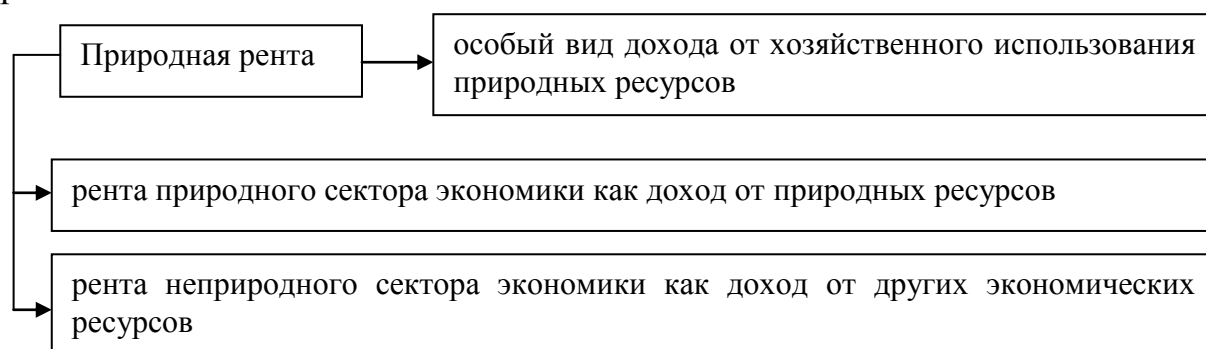 Природная рента
особый вид дохода от хозяйственного использования
природных ресурсов
рента природного сектора экономики как доход от природных ресурсов
рента неприродного сектора экономики как доход от других экономических
ресурсов